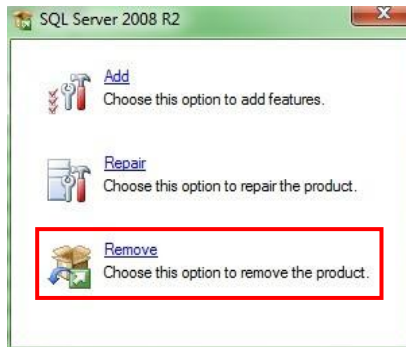 SQL Server 2008 R2
Add
Choose this option to add features.
Repair
Choose this option to repair the product.
Remove
Choose this option to remove the product.